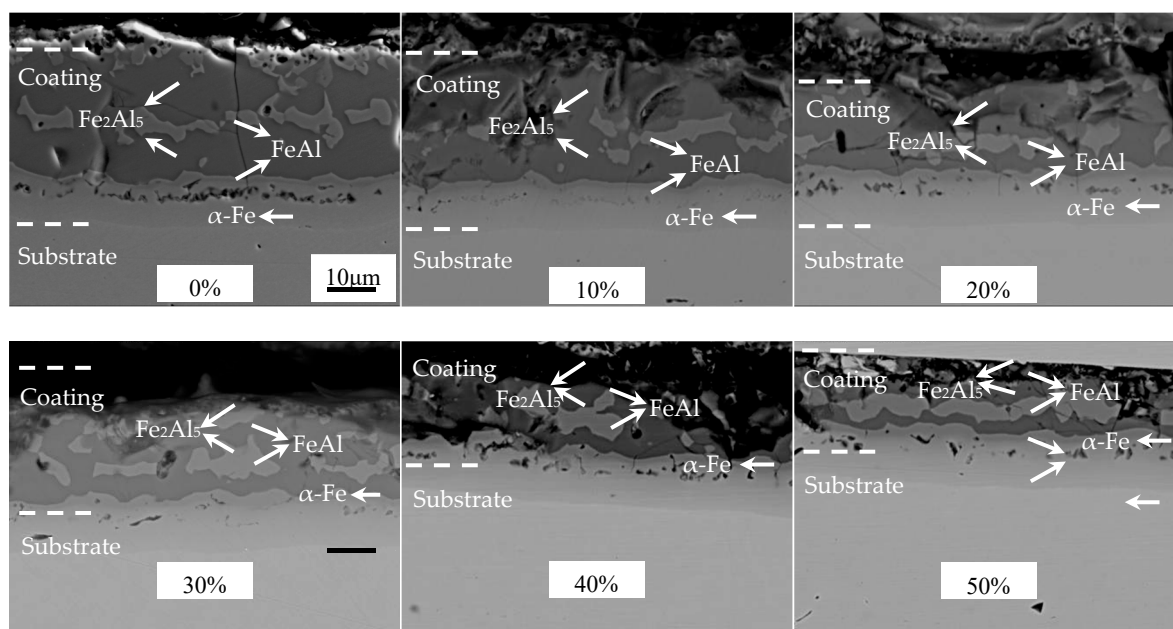 Coating
Fe₂Al₅
FeAl
α-Fe
Substrate
10μm
0%
Coating
Fe₂Al₅
FeAl
α-Fe
Substrate
10%
Coating
Fe₂Al₅
FeAl
α-Fe
Substrate
20%
Coating
Fe₂Al₅
FeAl
α-Fe
Substrate
30%
Coating
Fe₂Al₅
FeAl
α-Fe
Substrate
40%
Coating
Fe₂Al₅
FeAl
α-Fe
Substrate
50%